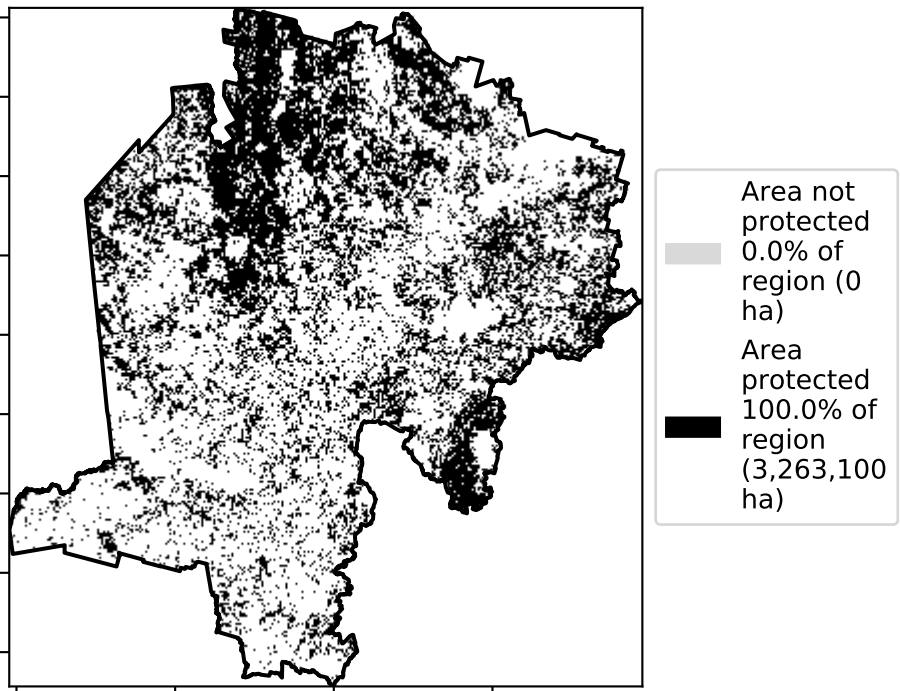 Area not
protected
0.0% of
region (0
ha)
Area
protected
100.0% of
region
(3,263,100
ha)